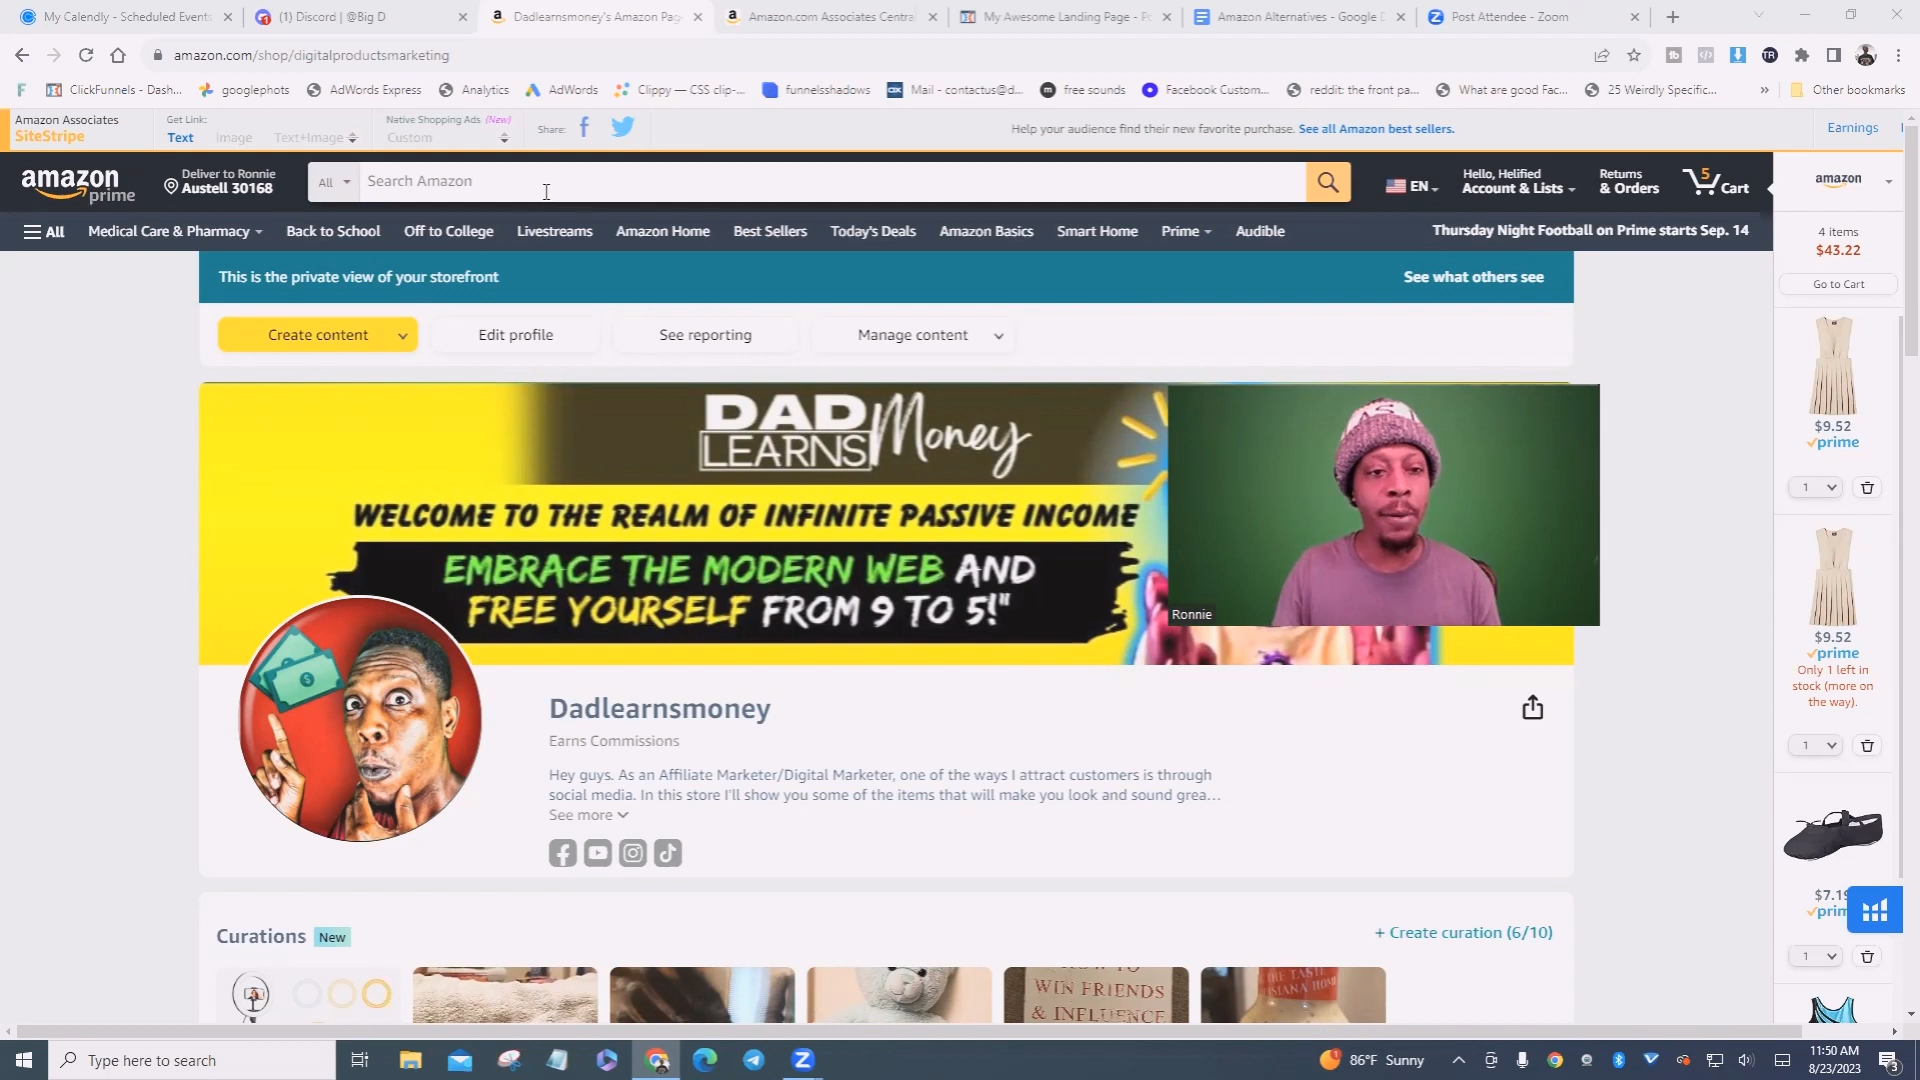 My Calendly - Scheduled Events
(1) Discord | @Big D
Dadlearnsmoney's Amazon Pag
Amazon.com Associates Central
My Awesome Landing Page - Po
Amazon Alternatives - Google D
Post Attendee - Zoom
amazon.com/shop/digitalproductsmarketing
ClickFunnels - Dash...
googlephots
AdWords Express
Analytics
AdWords
Clippy — CSS clip-...
funnelsshadows
Mail - contactus@d...
free sounds
Facebook Custom...
reddit: the front pa...
What are good Fac...
25 Weirdly Specific...
»
Other bookmarks
Amazon Associates
SiteStripe
Get Link:
Text
Image
Text+Image
Native Shopping Ads (New)
Custom
Share:
Help your audience find their new favorite purchase. See all Amazon best sellers.
Earnings
amazon
prime
Deliver to Ronnie
Austell 30168
All
Search Amazon
EN
Hello, Helified
Account & Lists
Returns
& Orders
5
Cart
All
Medical Care & Pharmacy
Back to School
Off to College
Livestreams
Amazon Home
Best Sellers
Today's Deals
Amazon Basics
Smart Home
Prime
Audible
Thursday Night Football on Prime starts Sep. 14
This is the private view of your storefront
See what others see
Create content
Edit profile
See reporting
Manage content
DAD
LEARNS Money
WELCOME TO THE REALM OF INFINITE PASSIVE INCOME
EMBRACE THE MODERN WEB AND
FREE YOURSELF FROM 9 TO 5!"
Ronnie
Dadlearnsmoney
Earns Commissions
Hey guys. As an Affiliate Marketer/Digital Marketer, one of the ways I attract customers is through
social media. In this store I'll show you some of the items that will make you look and sound grea...
See more
Curations
New
+ Create curation (6/10)
WIN FRIENDS
& INFLUENCE
THE TASTE
amazon
4 items
$43.22
Go to Cart
$9.52
prime
1
$9.52
prime
Only 1 left in
stock (more on
the way).
1
$7.19
prim
1
Type here to search
86°F Sunny
11:50 AM
8/23/2023
3